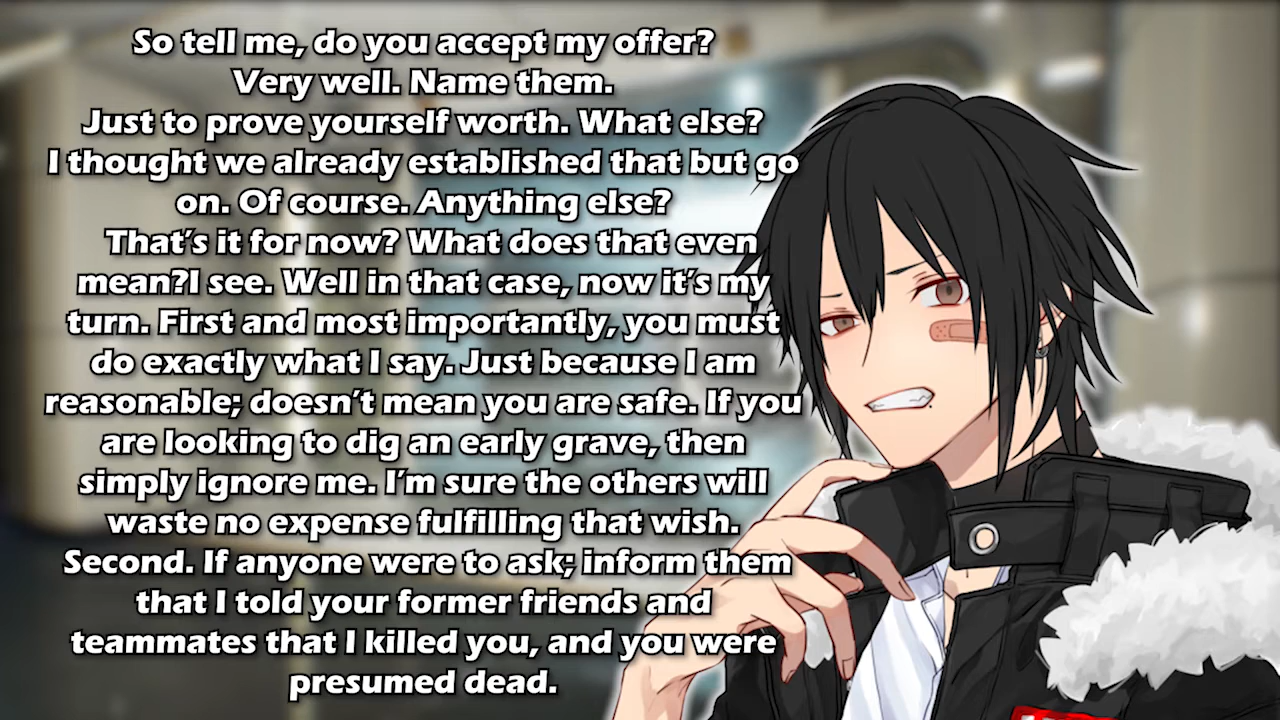 So tell me, do you accept my offer?
Very well. Name them.
Just to prove yourself worth. What else?
I thought we already established that but go
on. Of course. Anything else?
That's it for now? What does that even
mean?I see. Well in that case, now it's my
turn. First and most importantly, you must
do exactly what I say. Just because I am
reasonable; doesn't mean you are safe. If you
are looking to dig an early grave, then
simply ignore me. I'm sure the others will
waste no expense fulfilling that wish.
Second. If anyone were to ask; inform them
that I told your former friends and
teammates that I killed you, and you were
presumed dead.